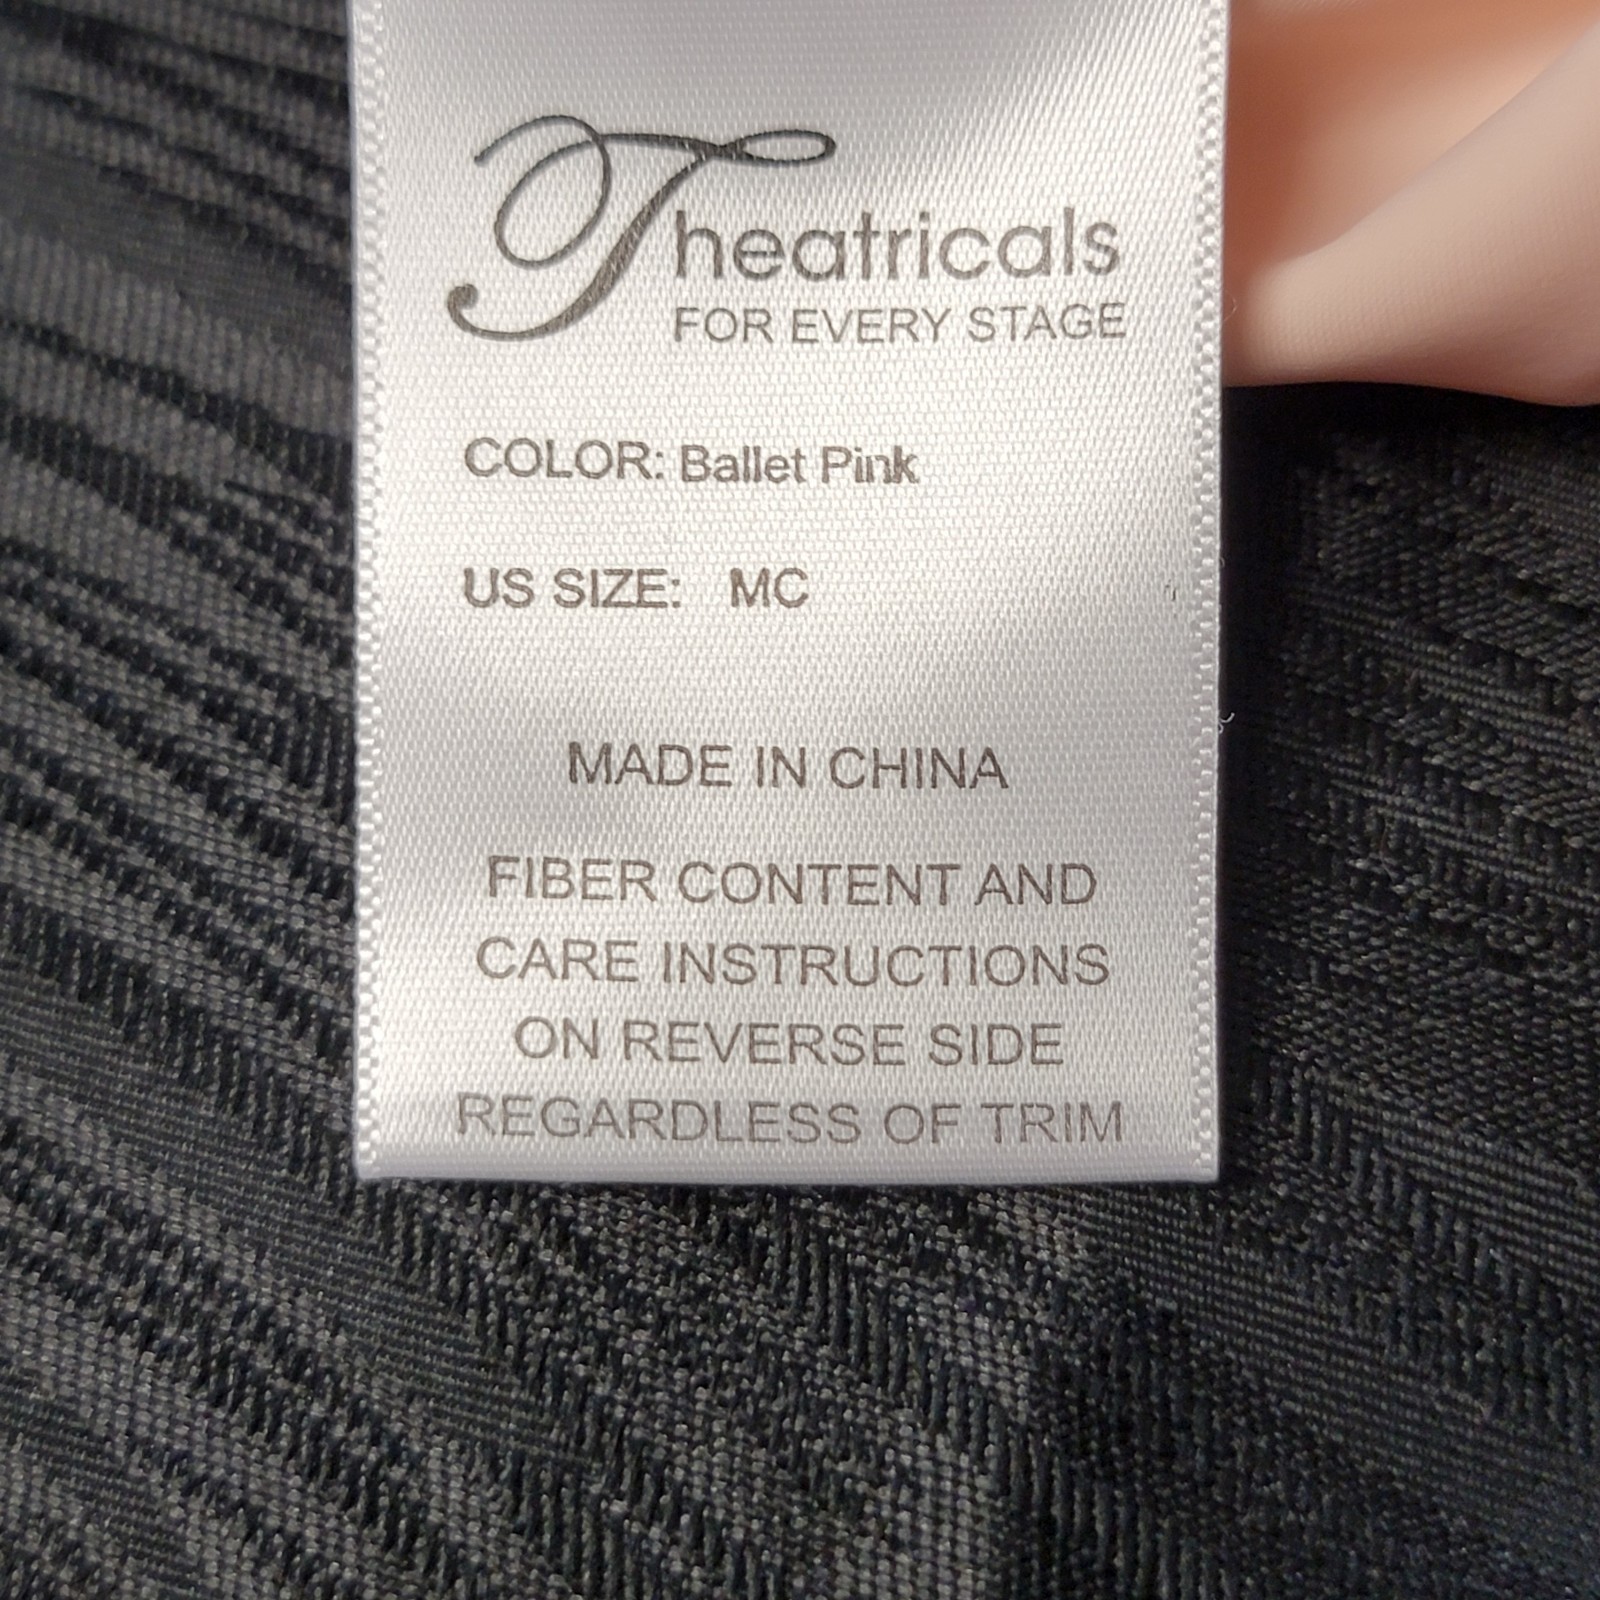 Theatricals
FOR EVERY STAGE
COLOR: Ballet Pink
US SIZE: MC
MADE IN CHINA
FIBER CONTENT AND
CARE INSTRUCTIONS
ON REVERSE SIDE
REGARDLESS OF TRIM